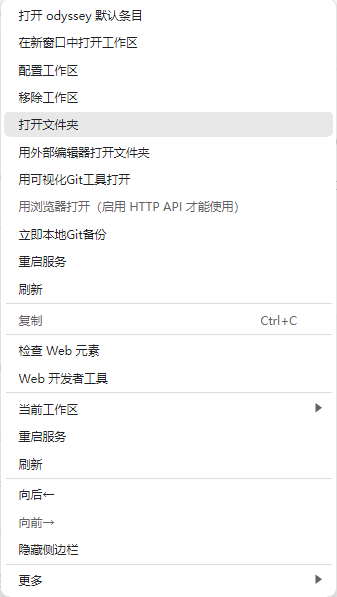 打开 odyssey 默认条目
在新窗口中打开工作区
配置工作区
移除工作区
打开文件夹
用外部编辑器打开文件夹
用可视化Git工具打开
用浏览器打开（启用 HTTP API 才能使用）
立即本地Git备份
重启服务
刷新
复制 Ctrl+C
检查 Web 元素
Web 开发者工具
当前工作区
重启服务
刷新
向后←
向前→
隐藏侧边栏
更多